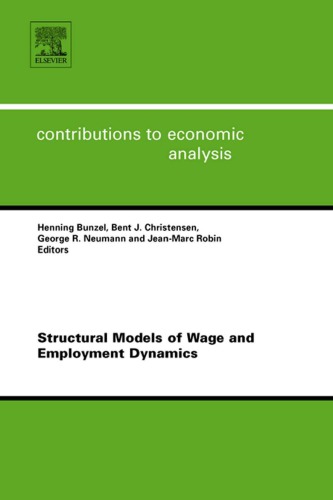 ELSEVIER
contributions to economic
analysis
Henning Bunzel, Bent J. Christensen,
George R. Neumann and Jean-Marc Robin
Editors
Structural Models of Wage and
Employment Dynamics